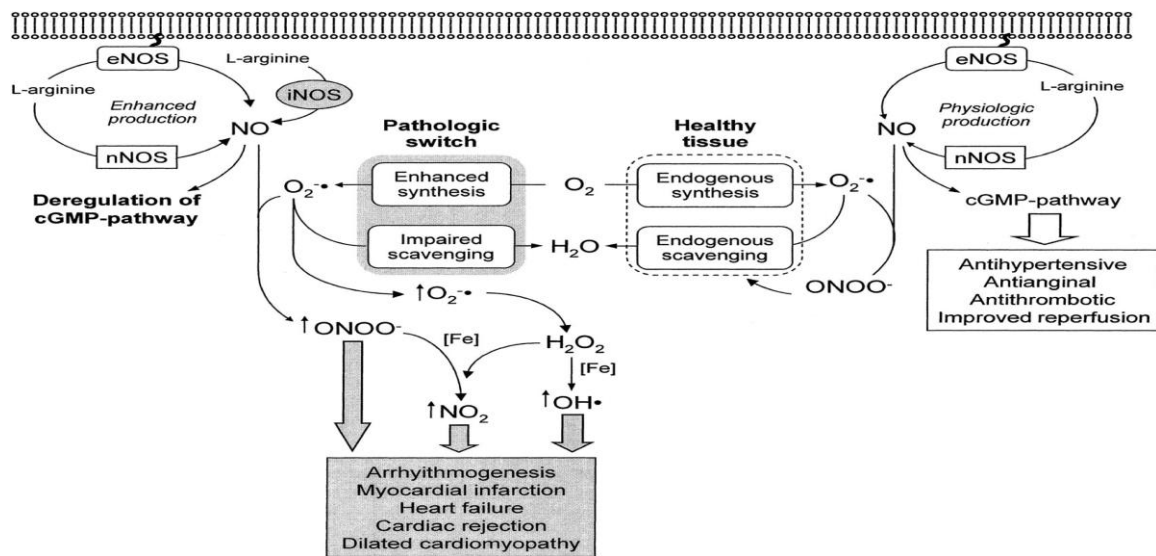 eNOS
L-arginine
Enhanced
production
NO
nNOS
L-arginine
iNOS
Deregulation of
cGMP-pathway
Pathologic
switch
Enhanced
synthesis
Impaired
scavenging
O₂⁻•
O₂
H₂O
Healthy
tissue
Endogenous
synthesis
Endogenous
scavenging
O₂⁻•
eNOS
L-arginine
Physiologic
production
NO
nNOS
cGMP-pathway
ONOO⁻
Antihypertensive
Antianginal
Antithrombotic
Improved reperfusion
↑O₂⁻•
↑ONOO⁻
[Fe]
H₂O₂
[Fe]
↑NO₂
↑OH•
Arrhyithmogenesis
Myocardial infarction
Heart failure
Cardiac rejection
Dilated cardiomyopathy